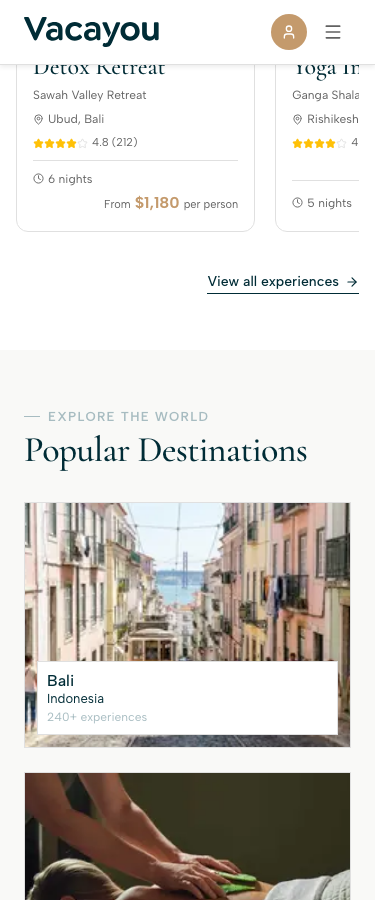 Vacayou
Detox Retreat
Sawah Valley Retreat
Ubud, Bali
4.8 (212)
6 nights
From $1,180 per person
Ganga Shala
Rishikesh
4
5 nights
View all experiences →
EXPLORE THE WORLD
Popular Destinations
Bali
Indonesia
240+ experiences